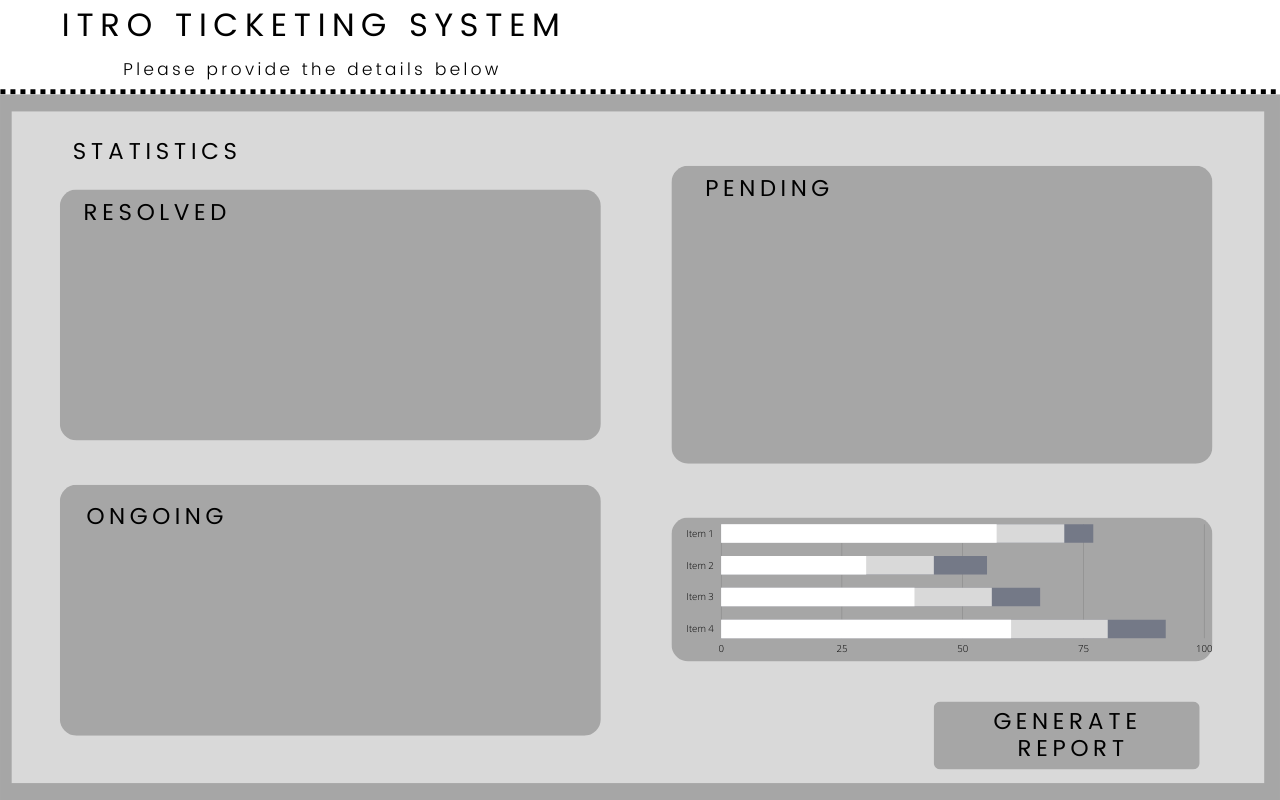 ITRO TICKETING SYSTEM
Please provide the details below
STATISTICS
RESOLVED
ONGOING
PENDING
Item 1
Item 2
Item 3
Item 4
0 25 50 75 100
GENERATE
REPORT